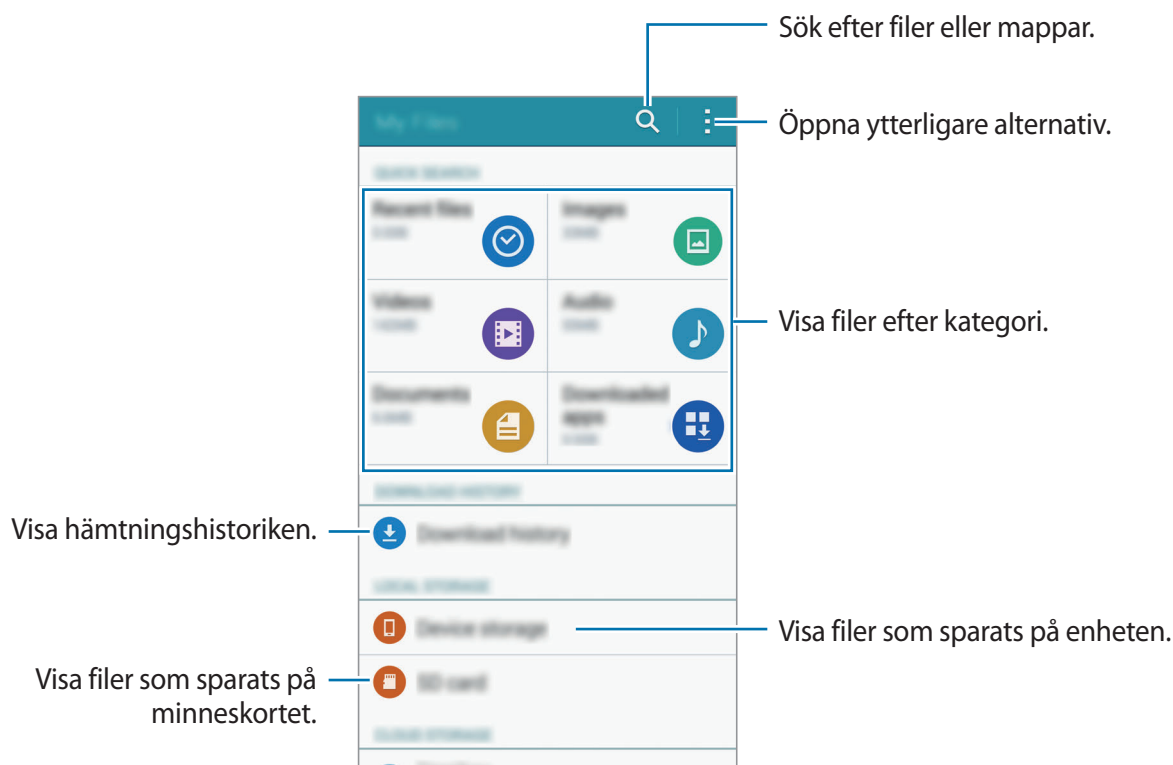 Sök efter filer eller mappar.
Öppna ytterligare alternativ.
My Files
QUICK SEARCH
Recent files
Images
Videos
Audio
Visa filer efter kategori.
Documents
Downloaded
apps
DOWNLOAD HISTORY
Visa hämtningshistoriken.
Download history
LOCAL STORAGE
Device storage
Visa filer som sparats på enheten.
Visa filer som sparats på
minneskortet.
SD card
CLOUD STORAGE